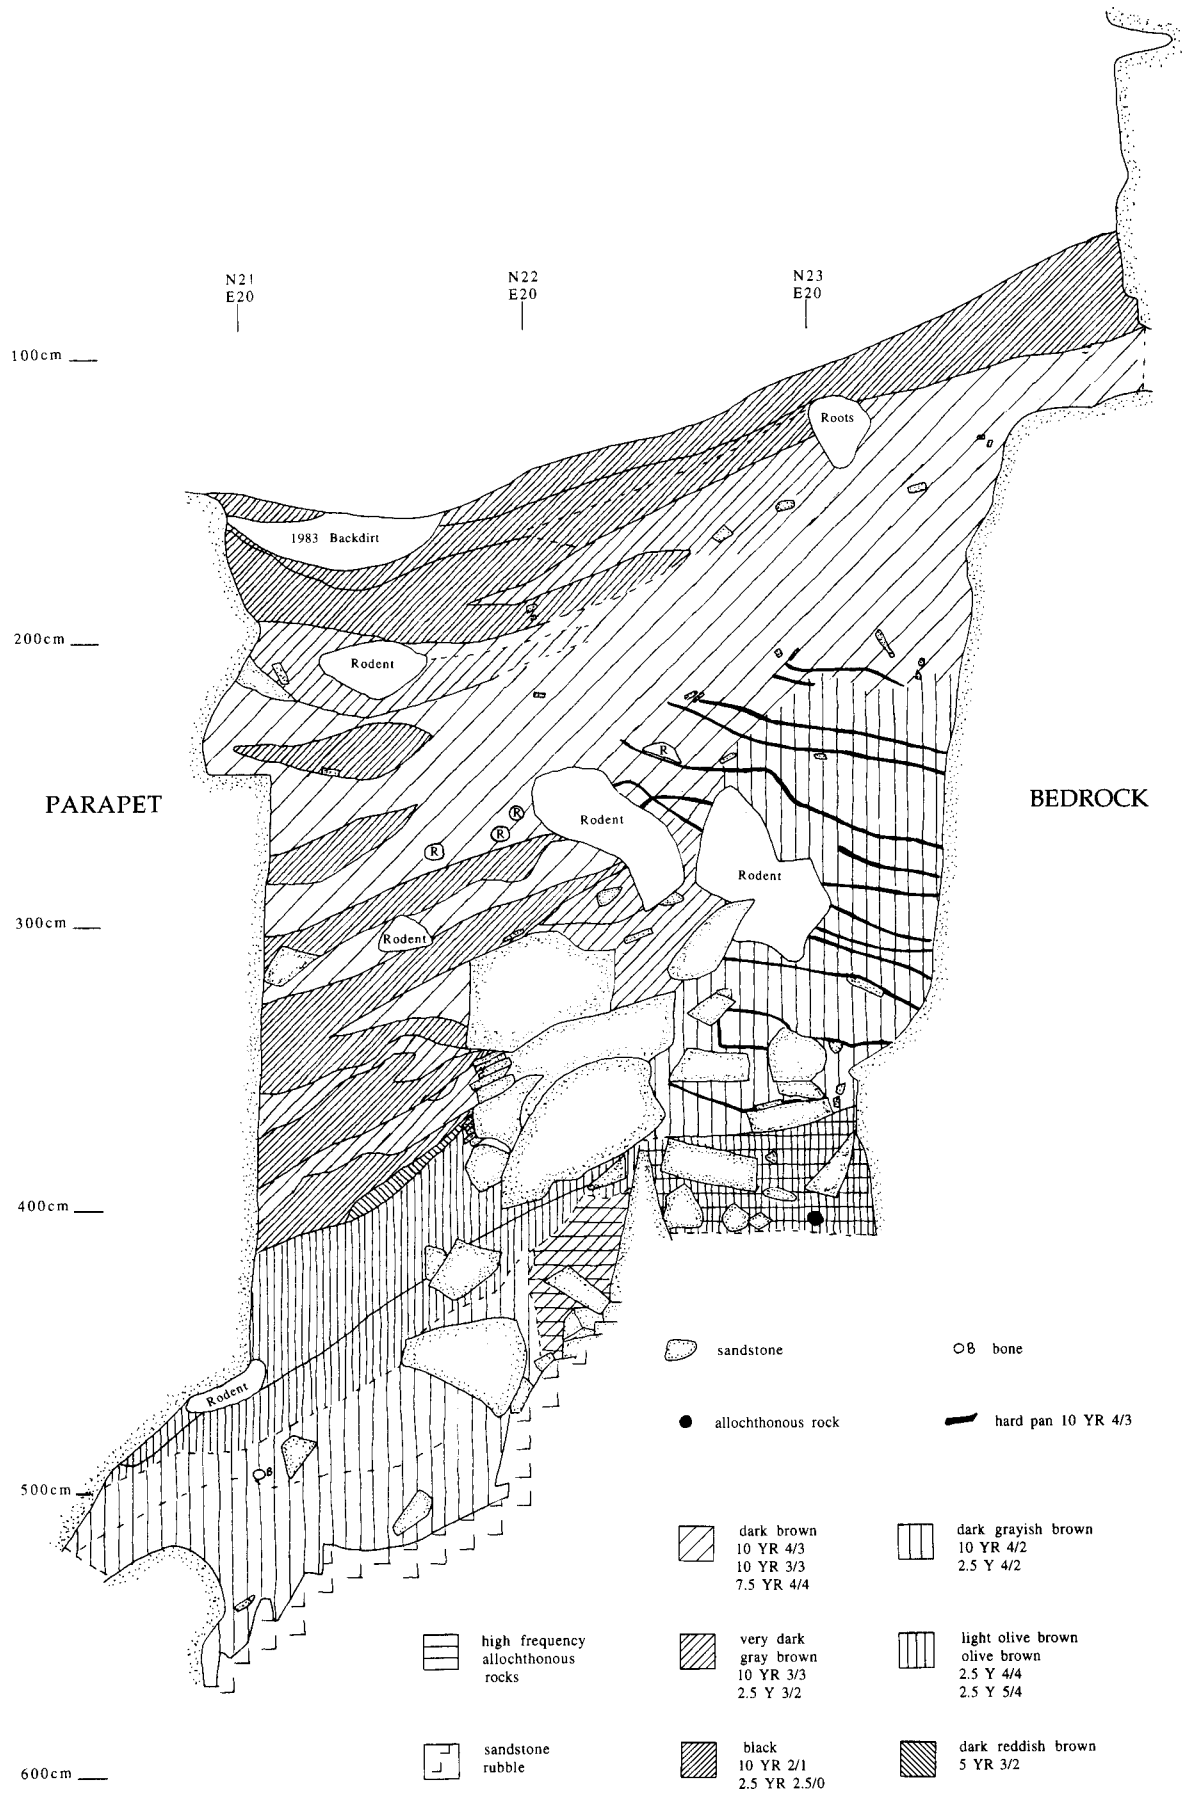 N21
E20
N22
E20
N23
E20
100cm
Roots
1983 Backdirt
200cm
Rodent
R
PARAPET
BEDROCK
Rodent
R
R
R
Rodent
300cm
Rodent
400cm
sandstone
bone
Rodent
allochthonous rock
hard pan 10 YR 4/3
500cm
dark brown
10 YR 4/3
10 YR 3/3
7.5 YR 4/4
dark grayish brown
10 YR 4/2
2.5 Y 4/2
high frequency
allochthonous
rocks
very dark
gray brown
10 YR 3/3
2.5 Y 3/2
light olive brown
olive brown
2.5 Y 4/4
2.5 Y 5/4
sandstone
rubble
black
10 YR 2/1
2.5 YR 2.5/0
dark reddish brown
5 YR 3/2
600cm